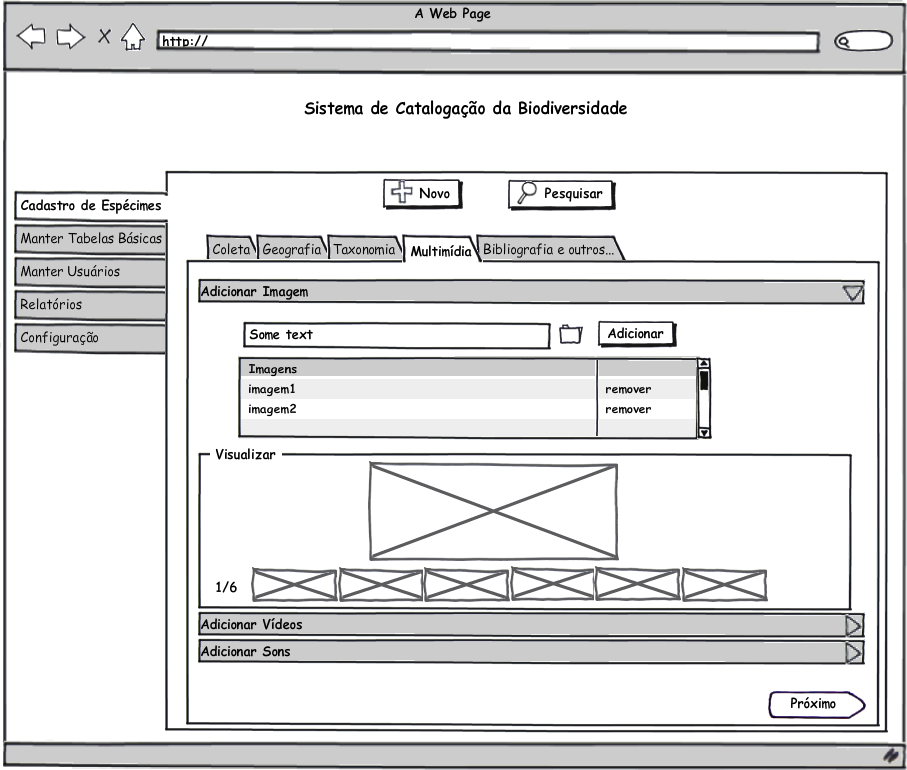 A Web Page
http://
Sistema de Catalogação da Biodiversidade
Novo
Pesquisar
Cadastro de Espécimes
Manter Tabelas Básicas
Manter Usuários
Relatórios
Configuração
Coleta
Geografia
Taxonomia
Multimídia
Bibliografia e outros...
Adicionar Imagem
Some text
Adicionar
Imagens
imagem1 remover
imagem2 remover
Visualizar
1/6
Adicionar Vídeos
Adicionar Sons
Próximo